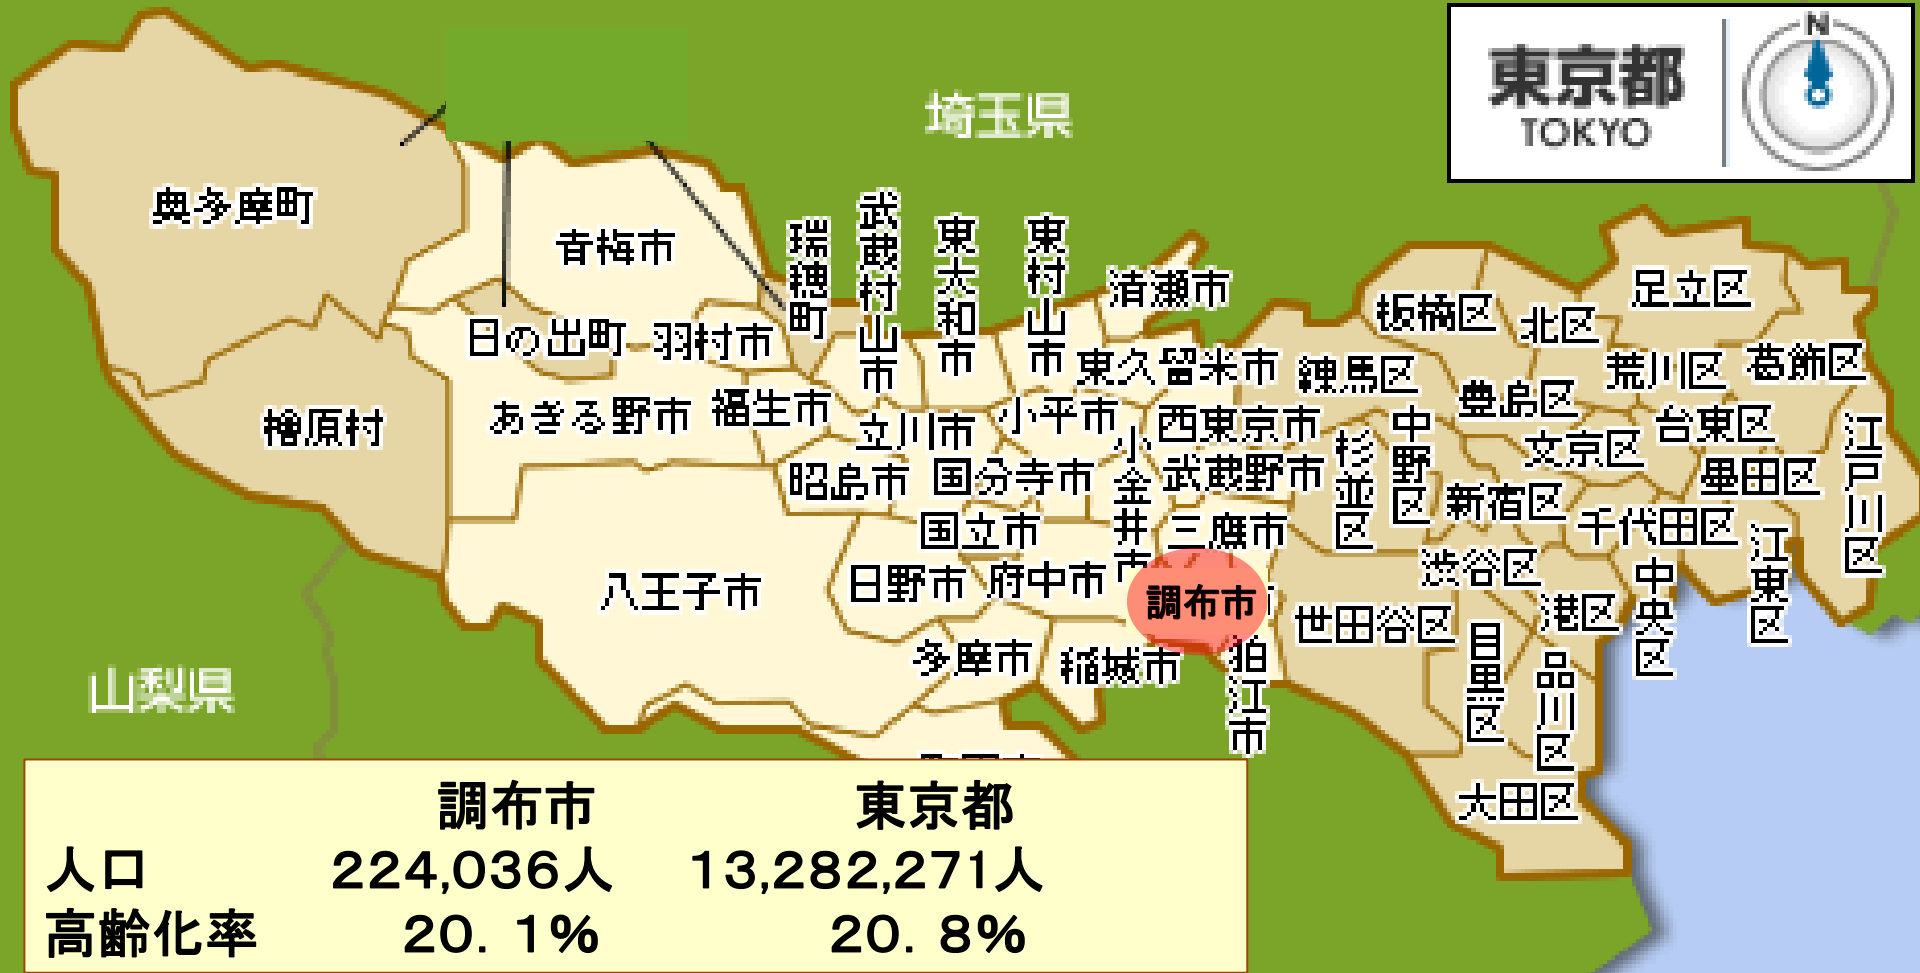 東京都
TOKYO
N
埼玉県
山梨県
奥多摩町
青梅市
瑞穂町
武蔵村山市
東大和市
東村山市
清瀬市
日の出町
羽村市
東久留米市
板橋区
北区
足立区
練馬区
豊島区
荒川区
葛飾区
檜原村
あきる野市
福生市
立川市
小平市
西東京市
小金井市
武蔵野市
杉並区
中野区
文京区
台東区
墨田区
江戸川区
昭島市
国分寺市
新宿区
千代田区
国立市
三鷹市
江東区
渋谷区
中央区
八王子市
日野市
府中市
調布市
世田谷区
港区
多摩市
稲城市
狛江市
目黒区
品川区
大田区
調布市 東京都
人口 224,036人 13,282,271人
高齢化率 20.1% 20.8%